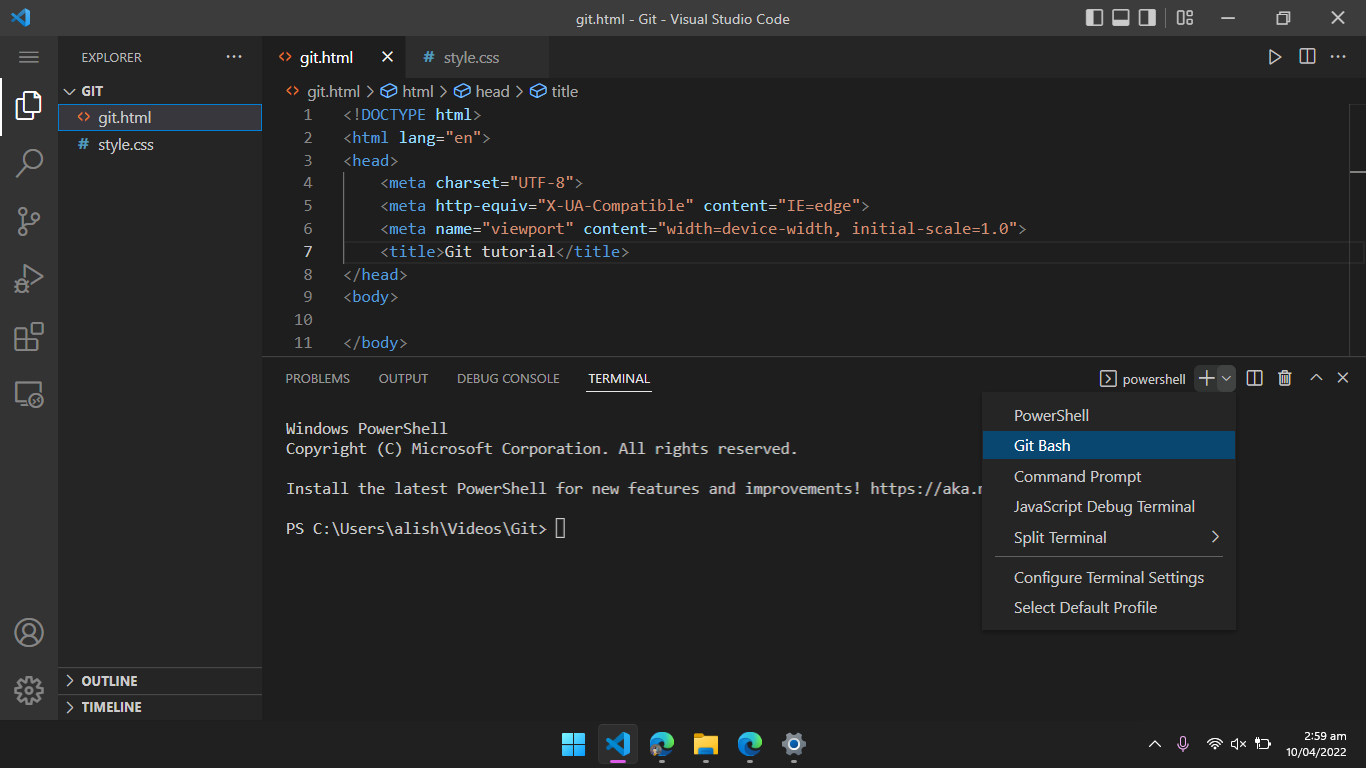 git.html - Git - Visual Studio Code
EXPLORER
GIT
git.html
style.css
OUTLINE
TIMELINE
git.html
style.css
git.html > html > head > title
1 <!DOCTYPE html>
2 <html lang="en">
3 <head>
4 <meta charset="UTF-8">
5 <meta http-equiv="X-UA-Compatible" content="IE=edge">
6 <meta name="viewport" content="width=device-width, initial-scale=1.0">
7 <title>Git tutorial</title>
8 </head>
9 <body>
10
11 </body>
PROBLEMS OUTPUT DEBUG CONSOLE TERMINAL
powershell
Windows PowerShell
Copyright (C) Microsoft Corporation. All rights reserved.
Install the latest PowerShell for new features and improvements! https://aka.
PS C:\Users\alish\Videos\Git>
PowerShell
Git Bash
Command Prompt
JavaScript Debug Terminal
Split Terminal
Configure Terminal Settings
Select Default Profile
2:59 am
10/04/2022